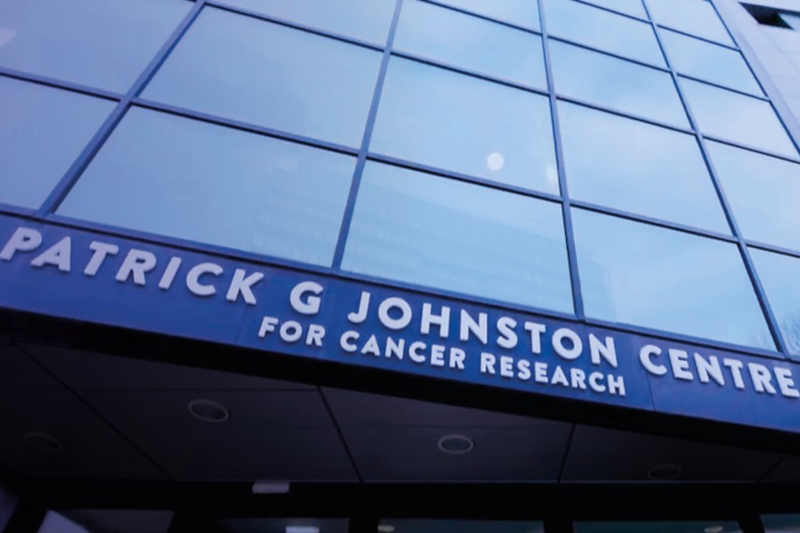 PATRICK G JOHNSTON CENTRE
FOR CANCER RESEARCH